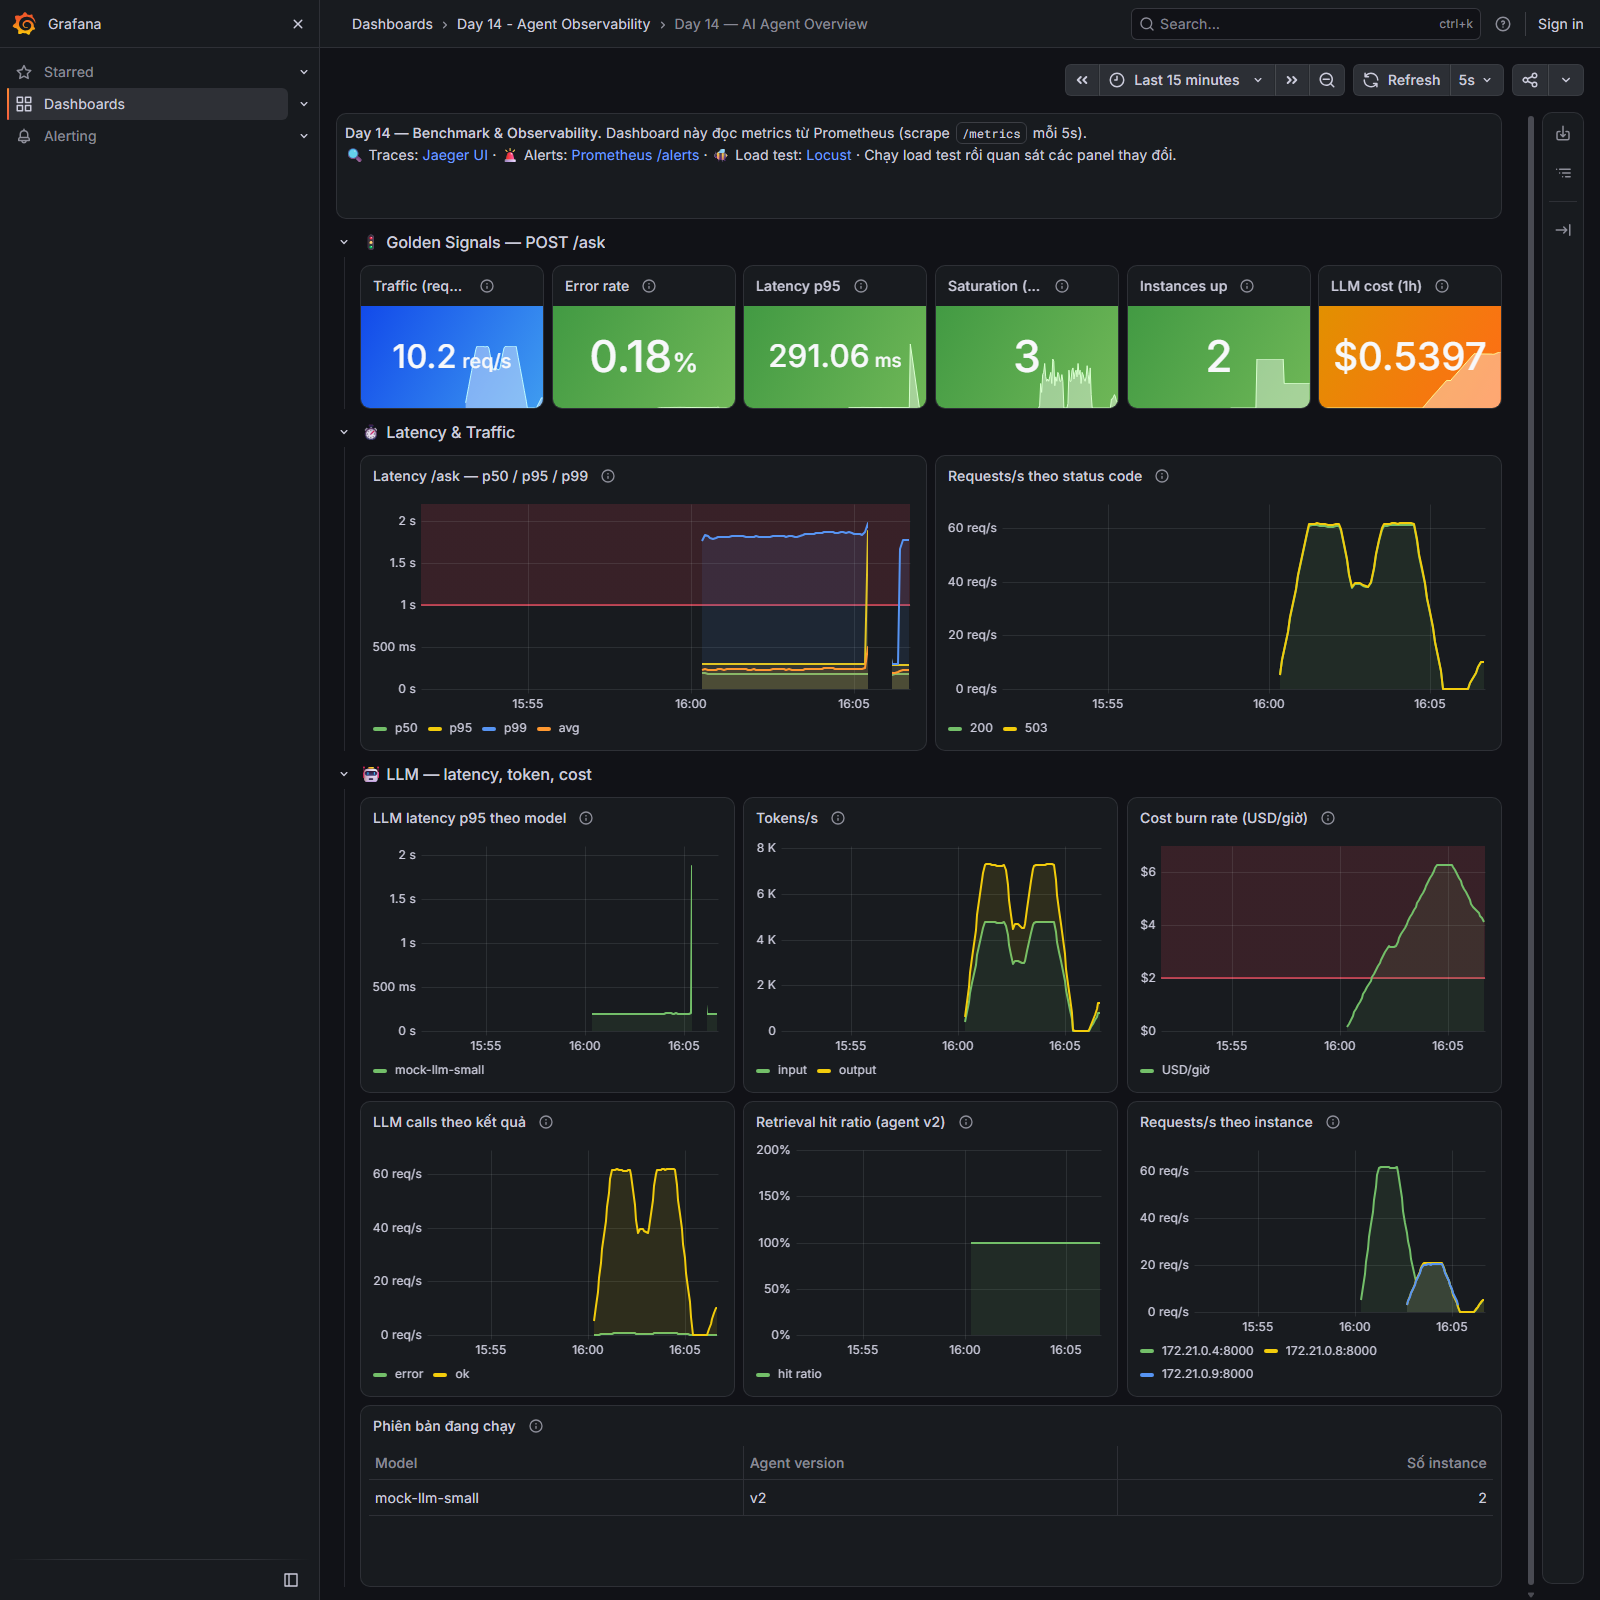 Grafana
Starred
Dashboards
Alerting
Dashboards › Day 14 - Agent Observability › Day 14 — AI Agent Overview
Search... ctrl+k
Sign in
Last 15 minutes
Refresh
5s
Day 14 — Benchmark & Observability. Dashboard này đọc metrics từ Prometheus (scrape /metrics mỗi 5s).
Traces: Jaeger UI · Alerts: Prometheus /alerts · Load test: Locust · Chạy load test rồi quan sát các panel thay đổi.
Golden Signals — POST /ask
Traffic (req...
10.2 req/s
Error rate
0.18%
Latency p95
291.06 ms
Saturation (...
3
Instances up
2
LLM cost (1h)
$0.5397
Latency & Traffic
Latency /ask — p50 / p95 / p99
2 s
1.5 s
1 s
500 ms
0 s
15:55 16:00 16:05
p50 p95 p99 avg
Requests/s theo status code
60 req/s
40 req/s
20 req/s
0 req/s
15:55 16:00 16:05
200 503
LLM — latency, token, cost
LLM latency p95 theo model
2 s
1.5 s
1 s
500 ms
0 s
15:55 16:00 16:05
mock-llm-small
Tokens/s
8 K
6 K
4 K
2 K
0
15:55 16:00 16:05
input output
Cost burn rate (USD/giờ)
$6
$4
$2
$0
15:55 16:00 16:05
USD/giờ
LLM calls theo kết quả
60 req/s
40 req/s
20 req/s
0 req/s
15:55 16:00 16:05
error ok
Retrieval hit ratio (agent v2)
200%
150%
100%
50%
0%
15:55 16:00 16:05
hit ratio
Requests/s theo instance
60 req/s
40 req/s
20 req/s
0 req/s
15:55 16:00 16:05
172.21.0.4:8000 172.21.0.8:8000
172.21.0.9:8000
Phiên bản đang chạy
Model Agent version Số instance
mock-llm-small v2 2